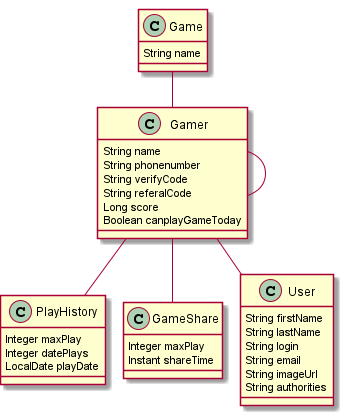 C Game
String name
C Gamer
String name
String phonenumber
String verifyCode
String referalCode
Long score
Boolean canplayGameToday
C PlayHistory
Integer maxPlay
Integer datePlays
LocalDate playDate
C GameShare
Integer maxPlay
Instant shareTime
C User
String firstName
String lastName
String login
String email
String imageUrl
String authorities